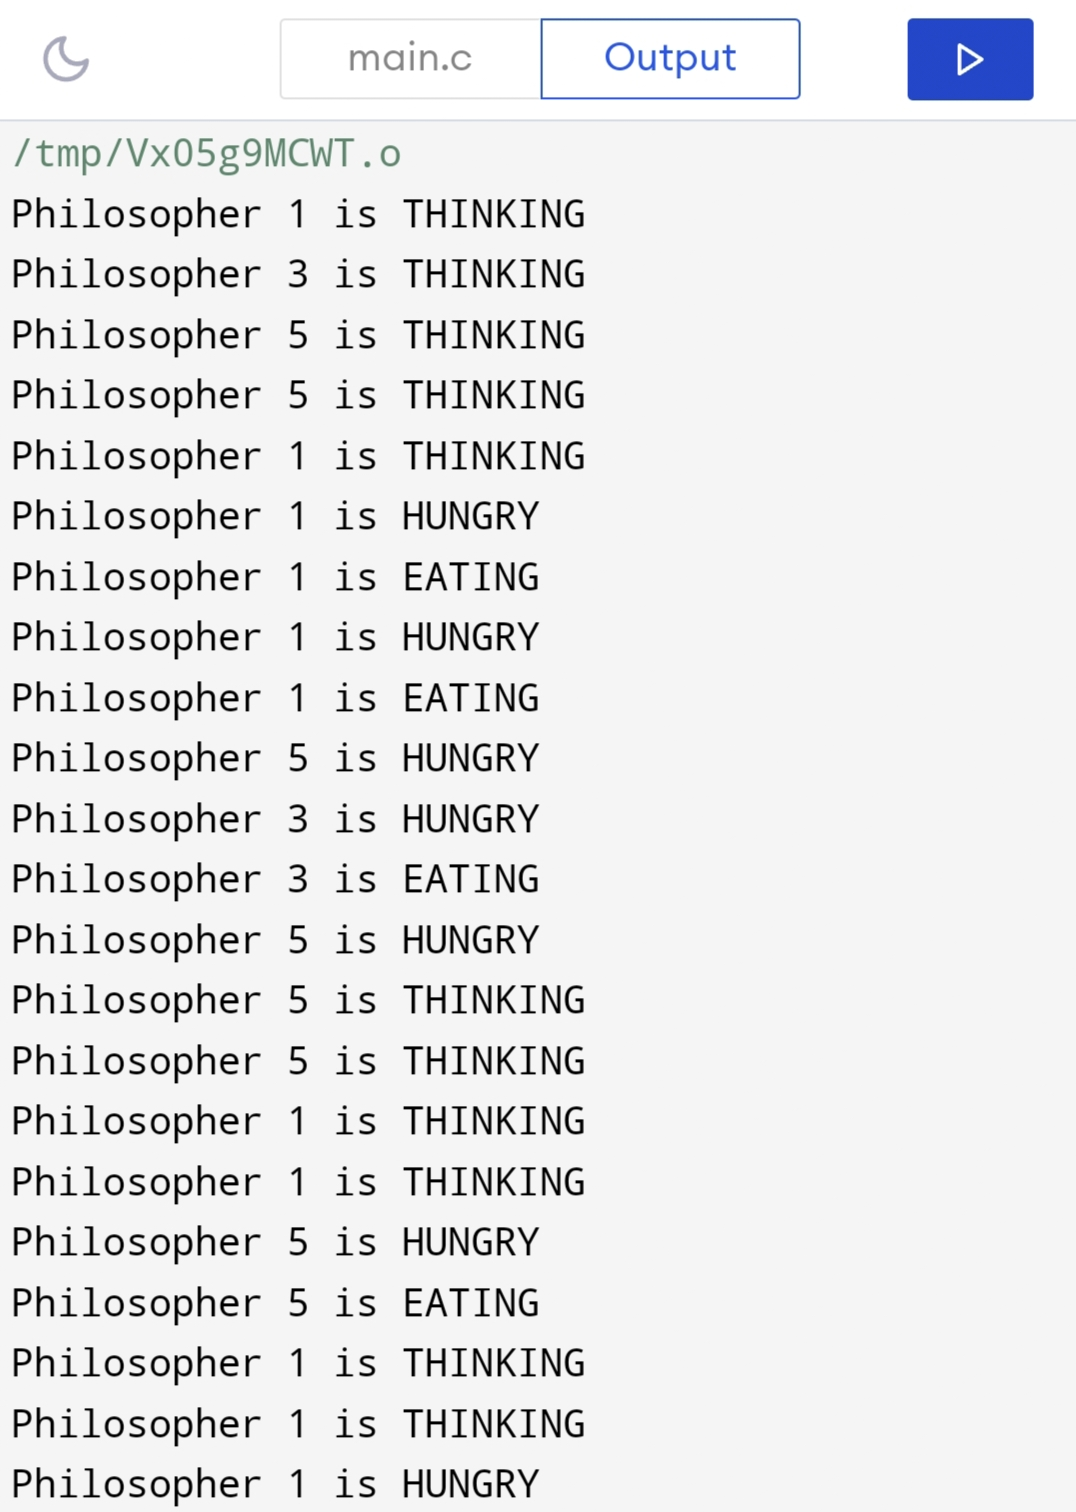 main.c Output
/tmp/Vx05g9MCWT.o
Philosopher 1 is THINKING
Philosopher 3 is THINKING
Philosopher 5 is THINKING
Philosopher 5 is THINKING
Philosopher 1 is THINKING
Philosopher 1 is HUNGRY
Philosopher 1 is EATING
Philosopher 1 is HUNGRY
Philosopher 1 is EATING
Philosopher 5 is HUNGRY
Philosopher 3 is HUNGRY
Philosopher 3 is EATING
Philosopher 5 is HUNGRY
Philosopher 5 is THINKING
Philosopher 5 is THINKING
Philosopher 1 is THINKING
Philosopher 1 is THINKING
Philosopher 5 is HUNGRY
Philosopher 5 is EATING
Philosopher 1 is THINKING
Philosopher 1 is THINKING
Philosopher 1 is HUNGRY